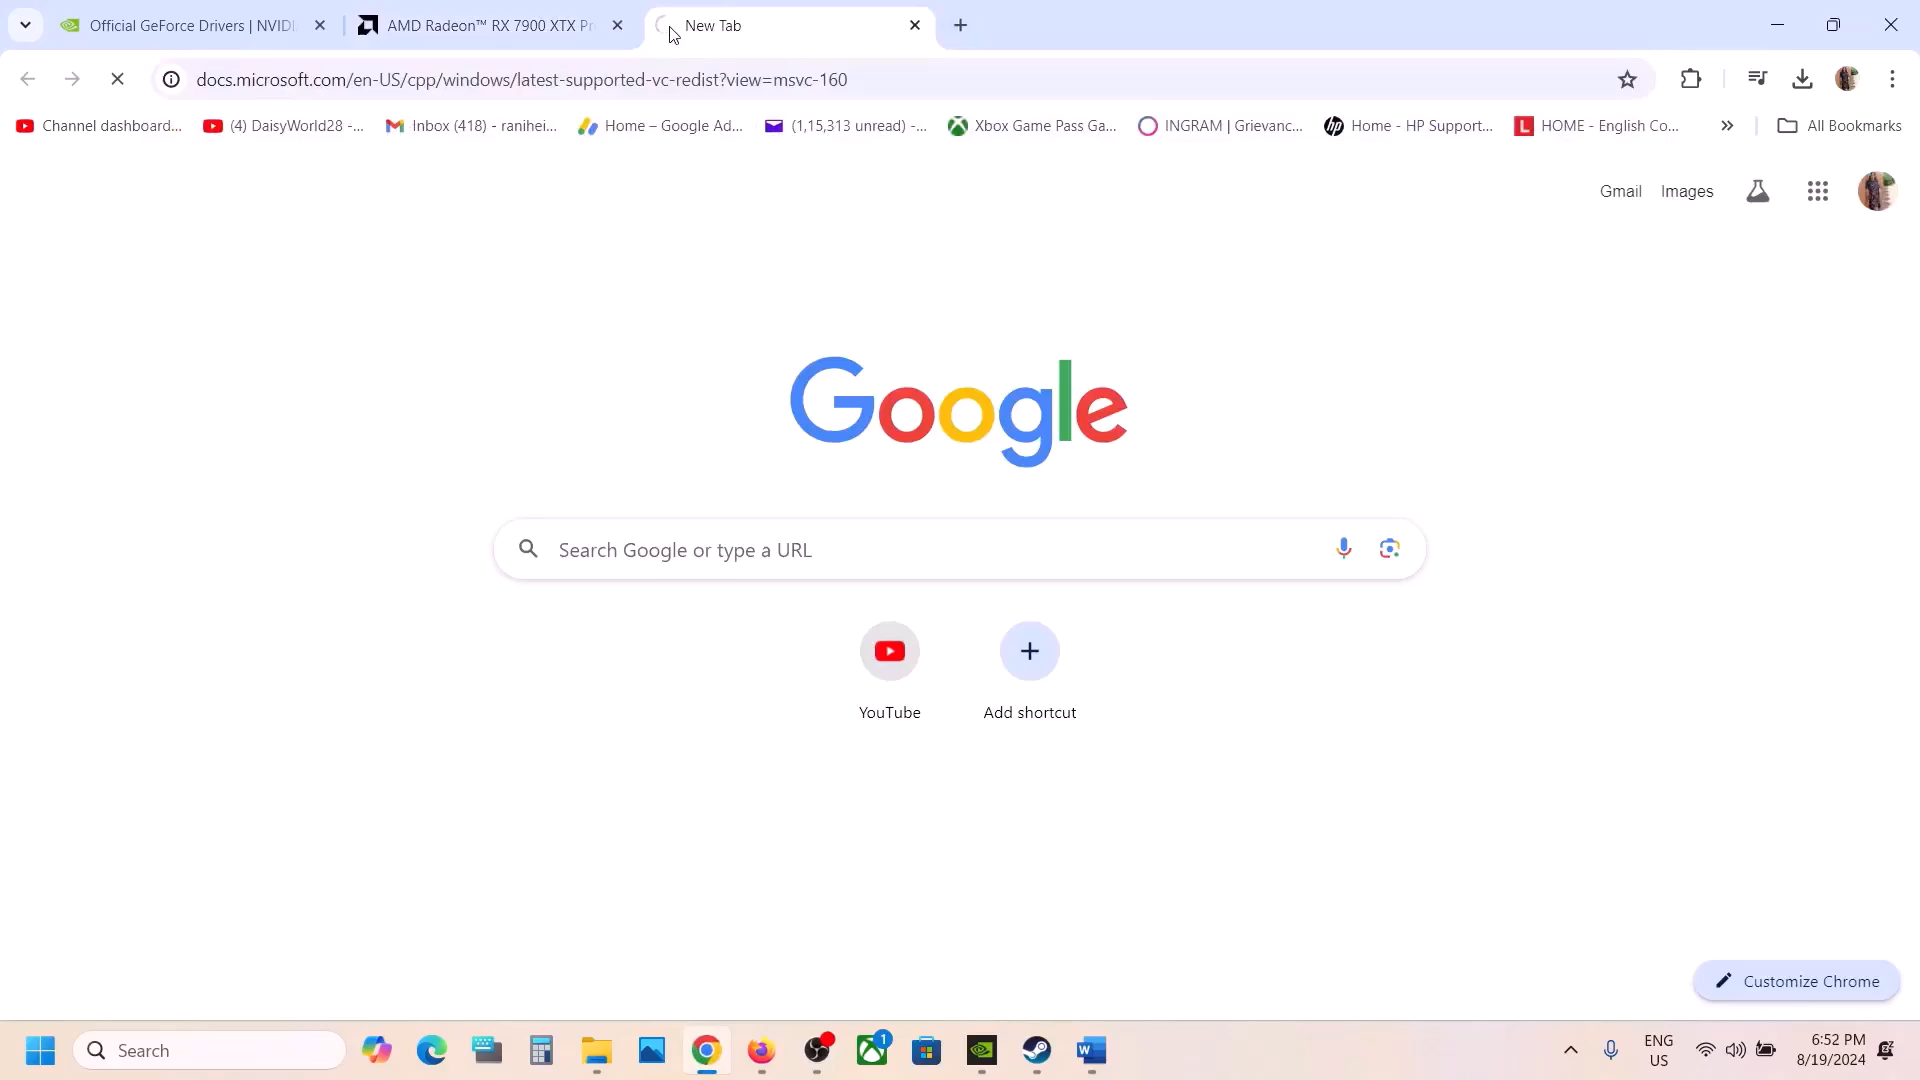 Official GeForce Drivers | NVIDI
AMD Radeon™ RX 7900 XTX Pr
New Tab
docs.microsoft.com/en-US/cpp/windows/latest-supported-vc-redist?view=msvc-160
Channel dashboard...
(4) DaisyWorld28 -...
Inbox (418) - ranihei...
Home – Google Ad...
(1,15,313 unread) -...
Xbox Game Pass Ga...
INGRAM | Grievanc...
Home - HP Support...
HOME - English Co...
All Bookmarks
Gmail
Images
Google
Search Google or type a URL
YouTube
Add shortcut
Customize Chrome
Search
1
ENG
US
6:52 PM
8/19/2024